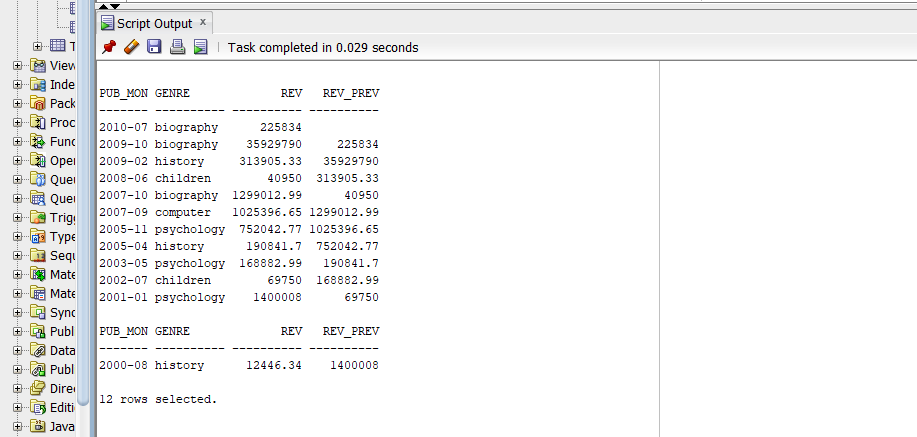 Script Output x
Task completed in 0.029 seconds
T
View
Inde
Pack
Proc
Func
Oper
Queu
Queu
Trigg
Type
Sequ
Mate
Mate
Syno
Publ
Data
Publ
Direc
Editi
Java
PUB_MON GENRE REV REV_PREV
------- ---------- ---------- ----------
2010-07 biography 225834
2009-10 biography 35929790 225834
2009-02 history 313905.33 35929790
2008-06 children 40950 313905.33
2007-10 biography 1299012.99 40950
2007-09 computer 1025396.65 1299012.99
2005-11 psychology 752042.77 1025396.65
2005-04 history 190841.7 752042.77
2003-05 psychology 168882.99 190841.7
2002-07 children 69750 168882.99
2001-01 psychology 1400008 69750
PUB_MON GENRE REV REV_PREV
------- ---------- ---------- ----------
2000-08 history 12446.34 1400008
12 rows selected.